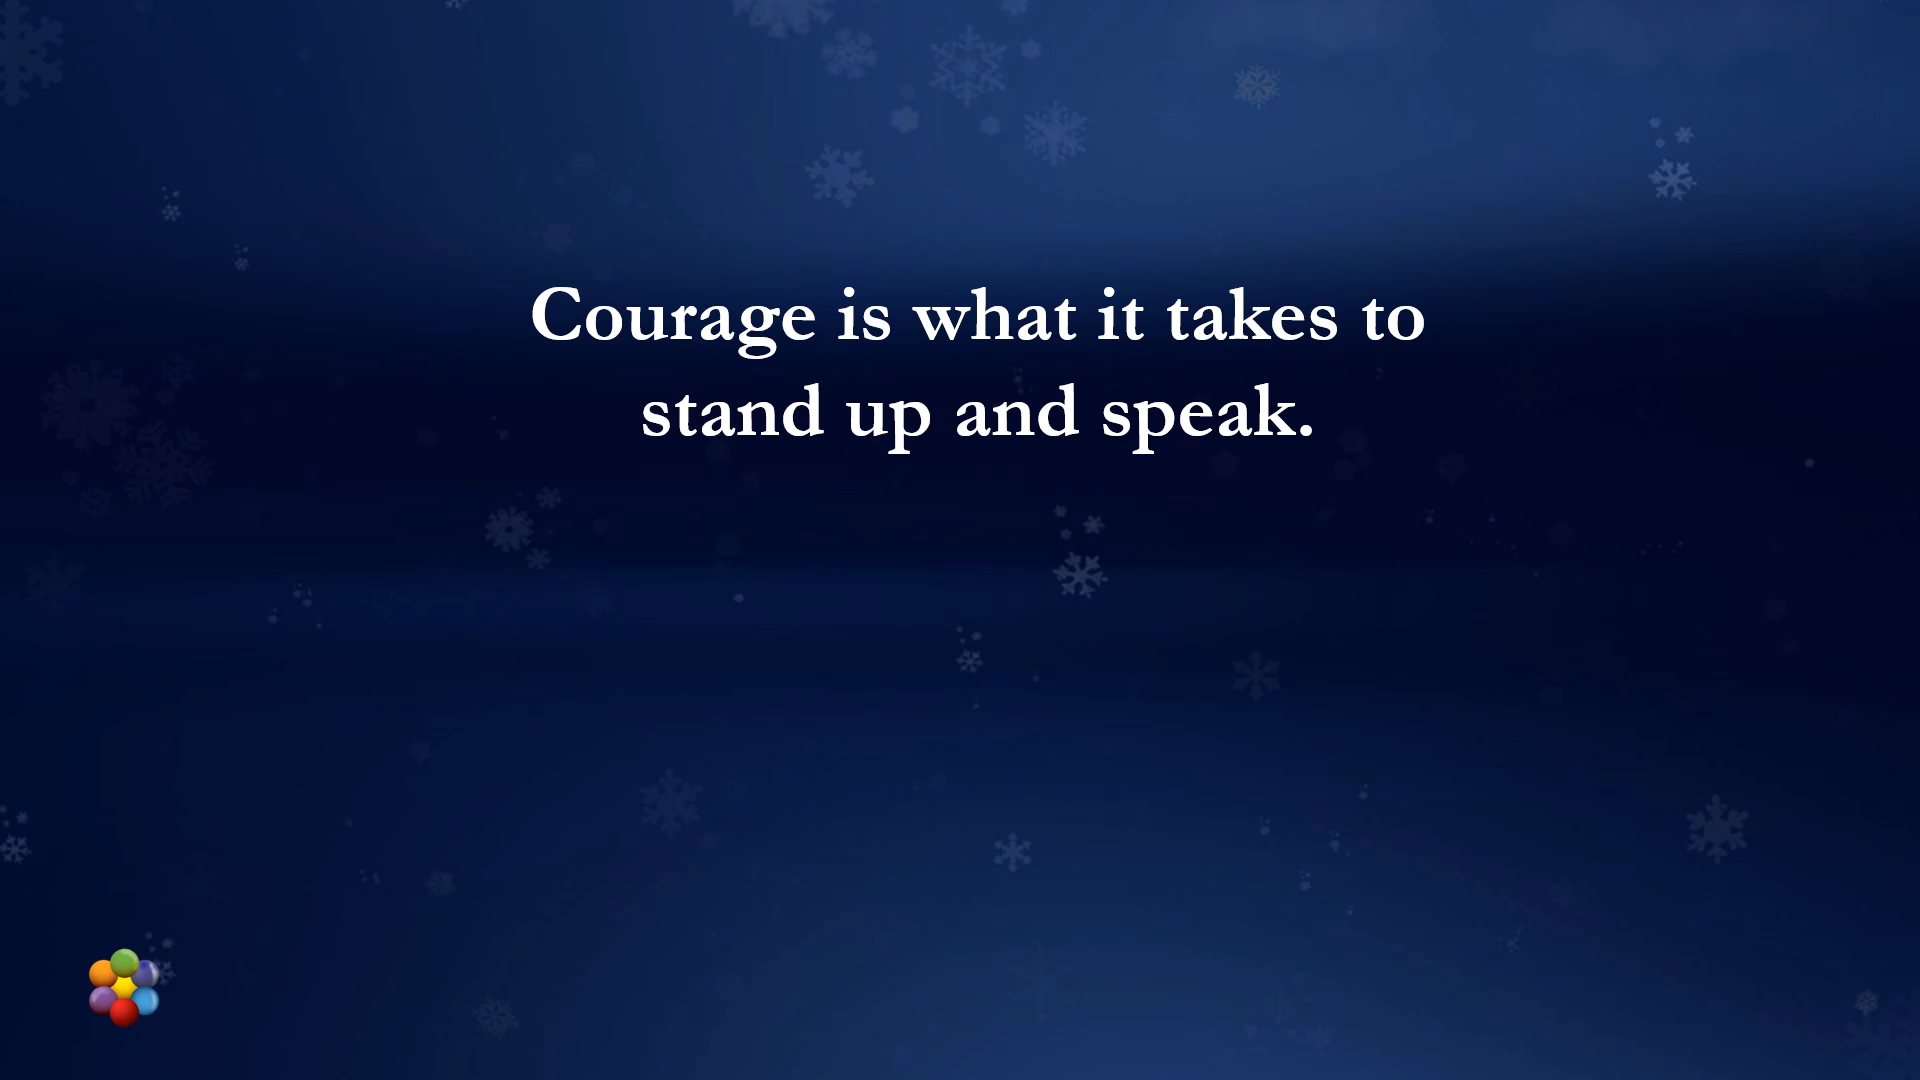 Courage is what it takes to
stand up and speak.